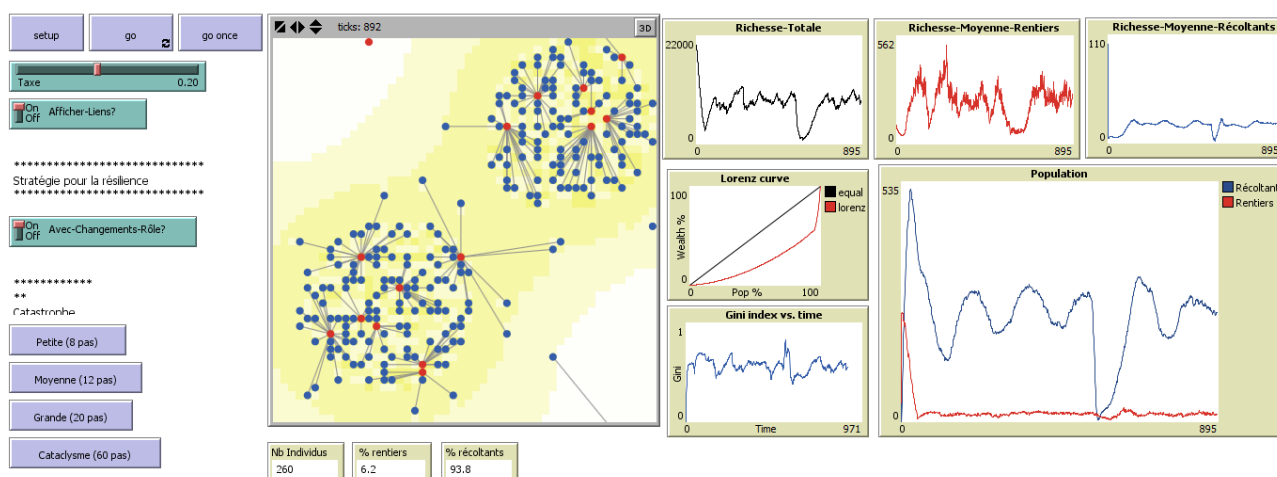 setup
go
go once
Taxe 0.20
On
Off
Afficher-Liens?
*****************************
Stratégie pour la résilience
*****************************
On
Off
Avec-Changements-Rôle?
************
**
Catastrophe
Petite (8 pas)
Moyenne (12 pas)
Grande (20 pas)
Cataclysme (60 pas)
ticks: 892
3D
Nb Individus
260
% rentiers
6.2
% récoltants
93.8
Richesse-Totale
22000
0
0 895
Richesse-Moyenne-Rentiers
562
0
0 895
Richesse-Moyenne-Récoltants
110
0
0 895
Lorenz curve
100
Wealth %
0
0 Pop % 100
equal
lorenz
Gini index vs. time
1
Gini
0
0 Time 971
Population
535
0
0 895
Récoltant
Rentiers